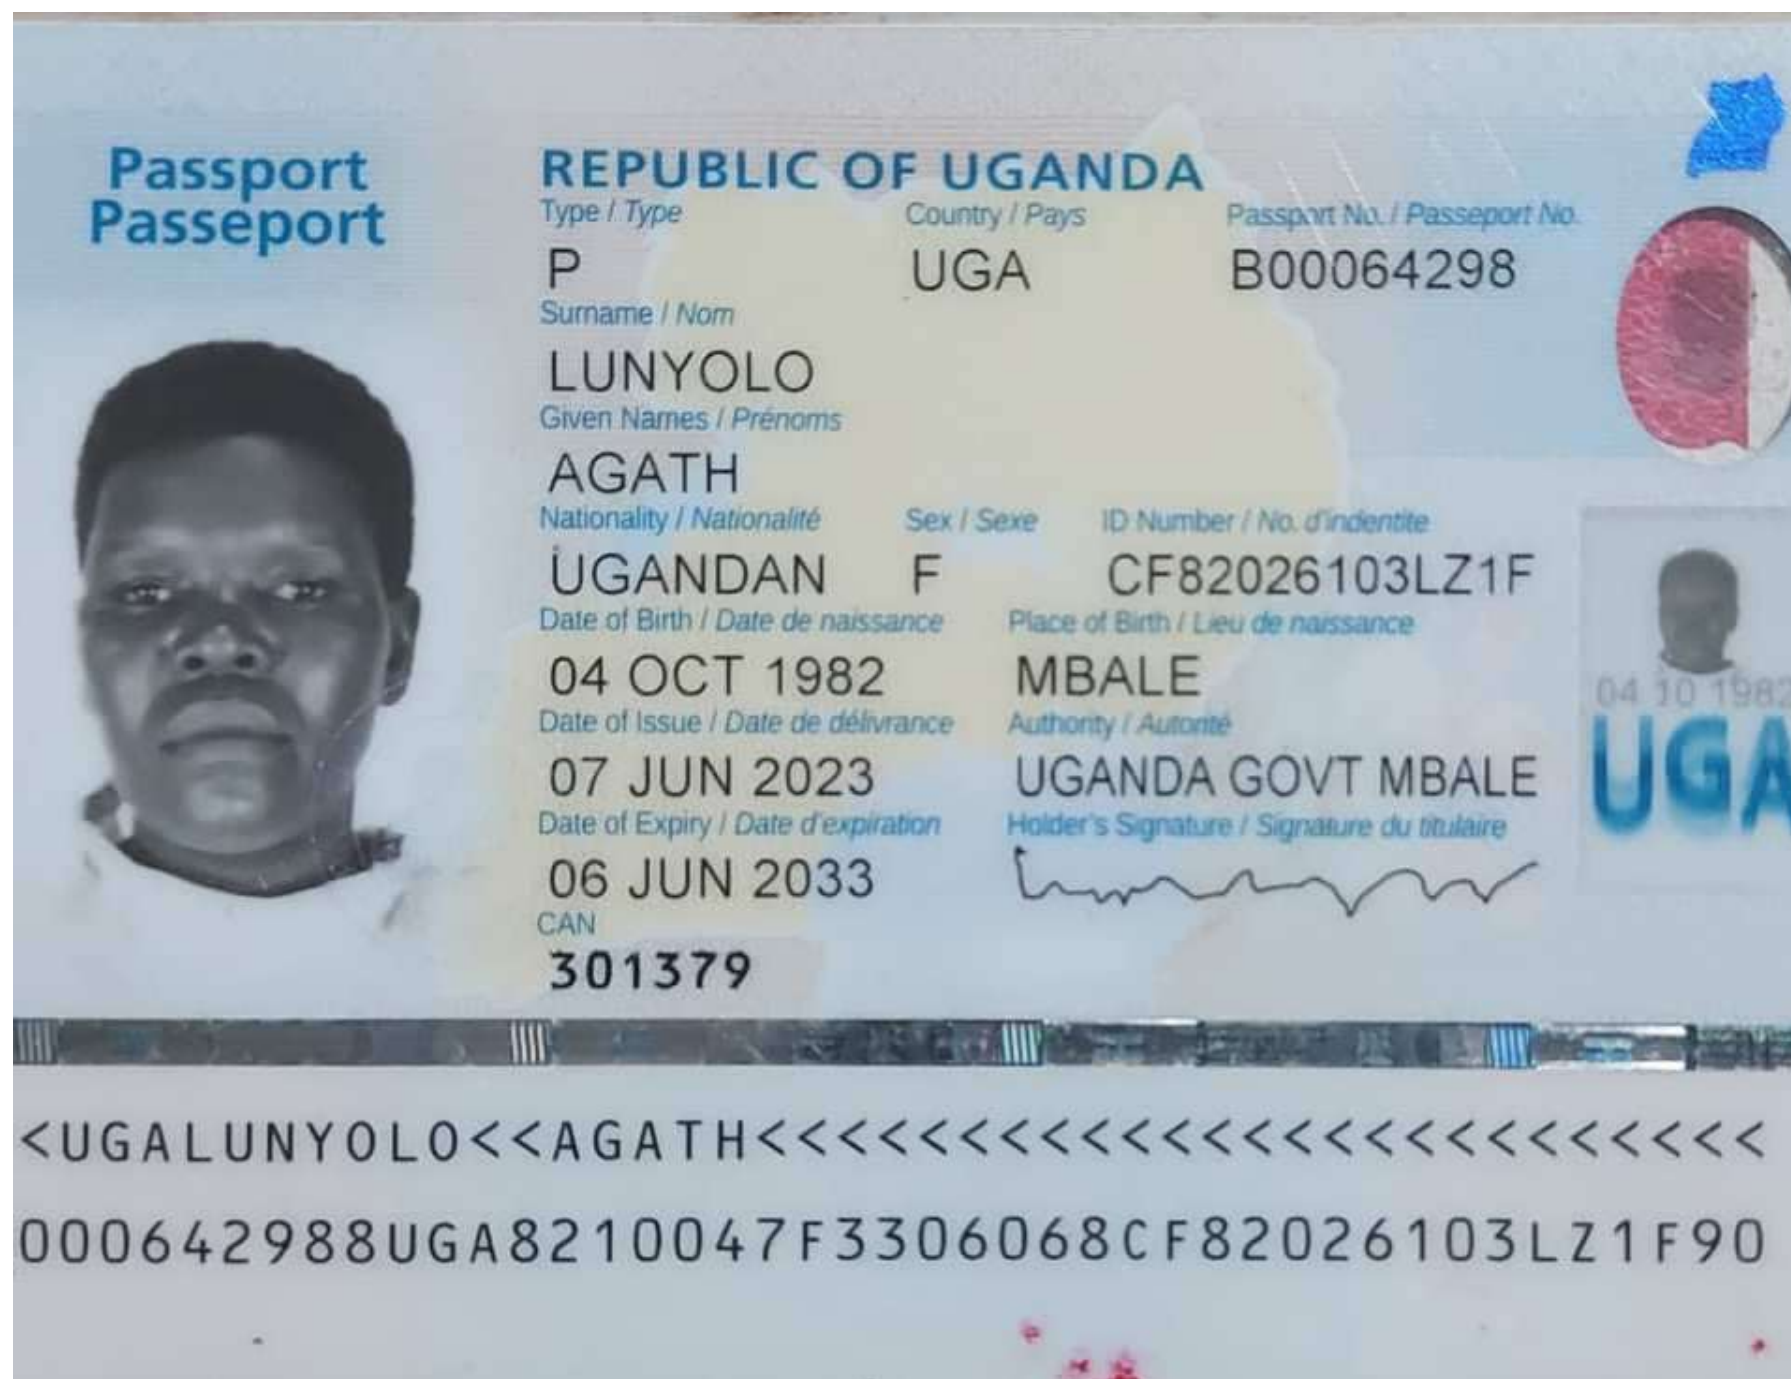 Passport
Passeport
REPUBLIC OF UGANDA
Type / Type Country / Pays Passport No. / Passeport No.
P UGA B00064298
Surname / Nom
LUNYOLO
Given Names / Prénoms
AGATH
Nationality / Nationalité Sex / Sexe ID Number / No. d'indentite
UGANDAN F CF82026103LZ1F
Date of Birth / Date de naissance Place of Birth / Lieu de naissance
04 OCT 1982 MBALE
04 10 1982
Date of Issue / Date de délivrance Authority / Autorité
UGA
07 JUN 2023 UGANDA GOVT MBALE
Date of Expiry / Date d'expiration Holder's Signature / Signature du titulaire
06 JUN 2033
CAN
301379
<UGALUNYOLO<<AGATH<<<<<<<<<<<<<<<<<<<<<<<<<
000642988UGA8210047F3306068CF82026103LZ1F90